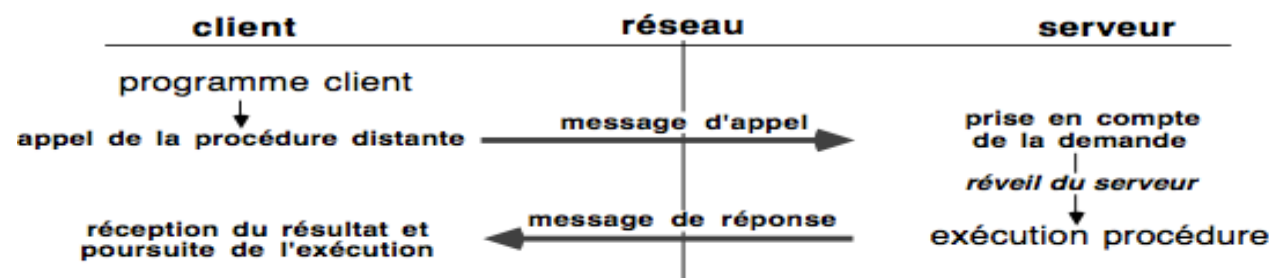 client réseau serveur
programme client
appel de la procédure distante
message d'appel
prise en compte
de la demande
réveil du serveur
exécution procédure
message de réponse
réception du résultat et
poursuite de l'exécution